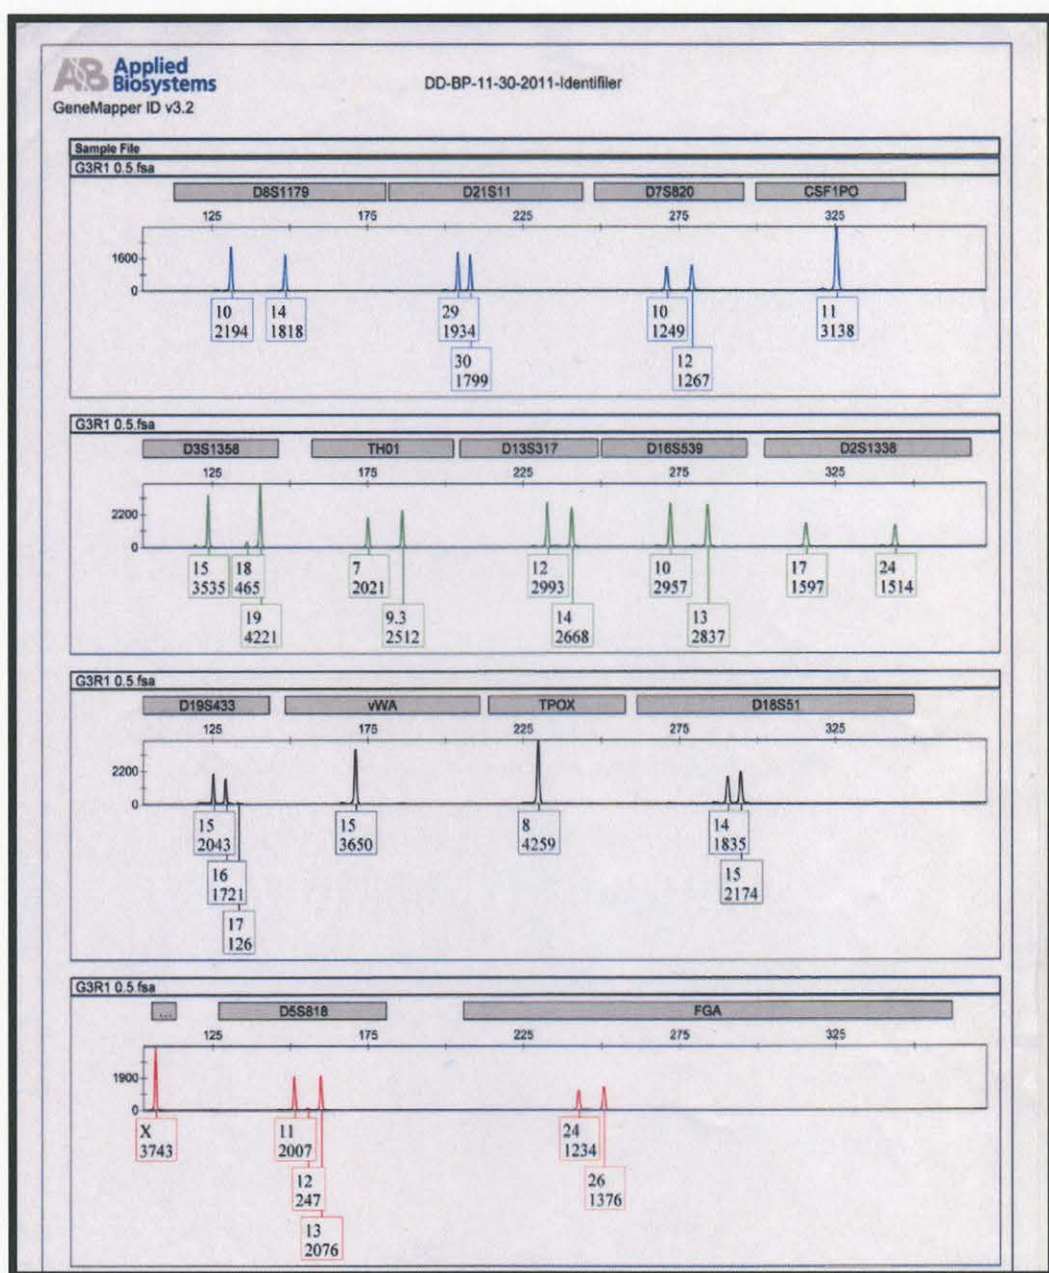 AB Applied
Biosystems
GeneMapper ID v3.2
DD-BP-11-30-2011-Identifiler
Sample File
G3R1 0.5.fsa
D8S1179 D21S11 D7S820 CSF1PO
125 175 225 275 325
1600
0
10 14 29 10 11
2194 1818 1934 1249 3138
30 12
1799 1267
G3R1 0.5.fsa
D3S1358 TH01 D13S317 D16S539 D2S1338
125 175 225 275 325
2200
0
15 18 7 9.3 12 10 17 24
3535 465 2021 2512 2993 2957 1597 1514
19 14 13
4221 2668 2837
G3R1 0.5.fsa
D19S433 vWA TPOX D18S51
125 175 225 275 325
2200
0
15 15 8 14
2043 3650 4259 1835
16 15
1721 2174
17
126
G3R1 0.5.fsa
... D5S818 FGA
125 175 225 275 325
1900
0
X 11 24
3743 2007 1234
12 26
247 1376
13
2076